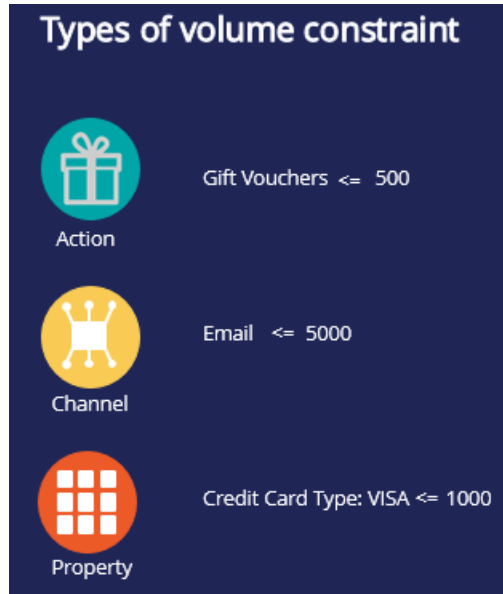 Types of volume constraint
Gift Vouchers <= 500
Action
Email <= 5000
Channel
Credit Card Type: VISA <= 1000
Property